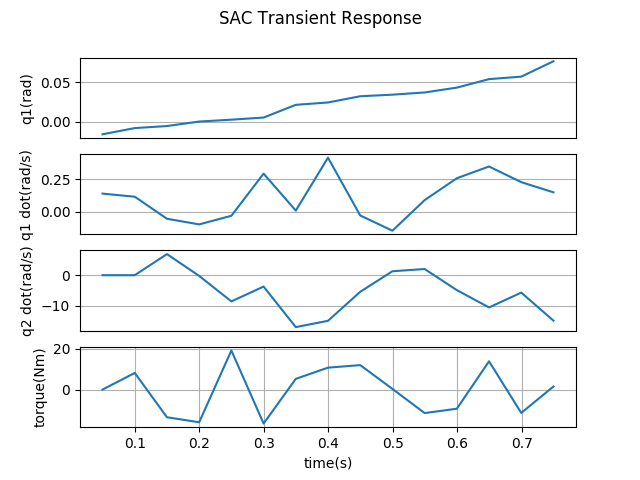 SAC Transient Response
q1(rad)
0.05
0.00
q1 dot(rad/s)
0.25
0.00
q2 dot(rad/s)
0
−10
torque(Nm)
20
0
0.1 0.2 0.3 0.4 0.5 0.6 0.7
time(s)